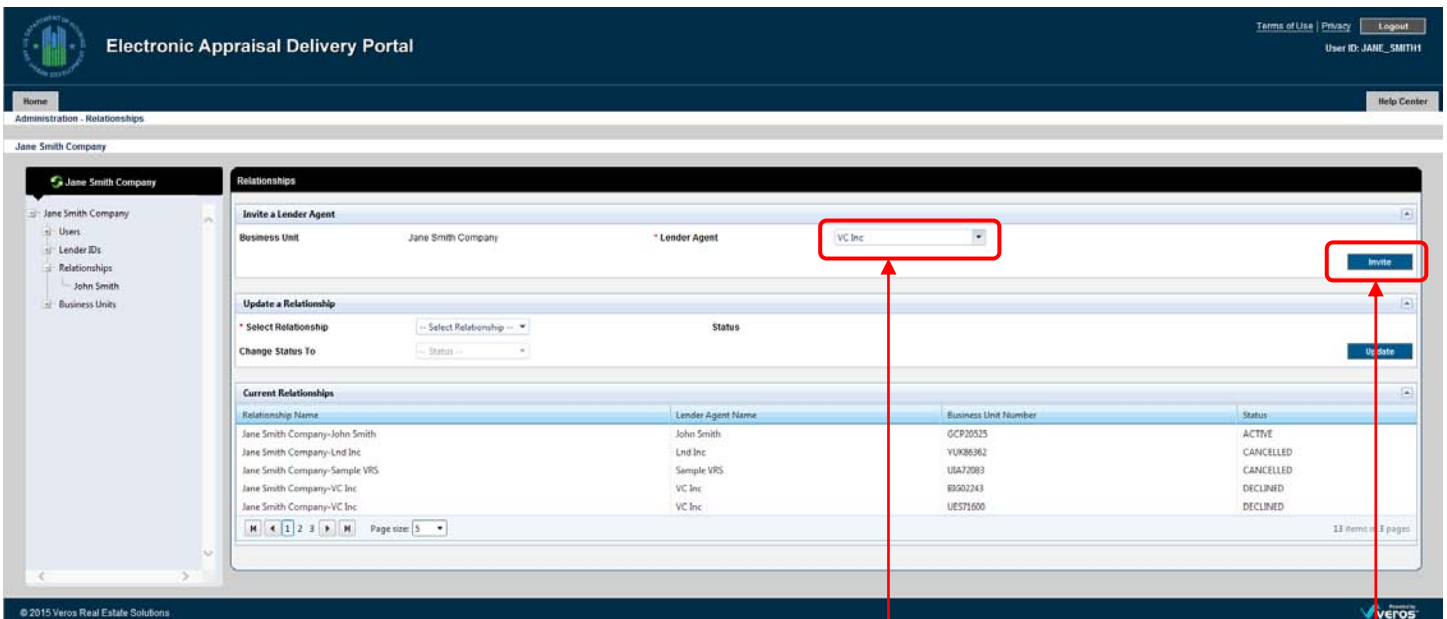 Terms of Use | Privacy Logout
Electronic Appraisal Delivery Portal
User ID: JANE_SMITH1
Home Help Center
Administration - Relationships
Jane Smith Company
Jane Smith Company
Jane Smith Company
Users
Lender IDs
Relationships
John Smith
Business Units
Relationships
Invite a Lender Agent
Business Unit Jane Smith Company * Lender Agent VC Inc
Invite
Update a Relationship
* Select Relationship -- Select Relationship -- Status
Change Status To -- Status -- Update
Current Relationships
Relationship Name Lender Agent Name Business Unit Number Status
Jane Smith Company-John Smith John Smith GCP20525 ACTIVE
Jane Smith Company-Lnd Inc Lnd Inc YUK86362 CANCELLED
Jane Smith Company-Sample VRS Sample VRS UIA72083 CANCELLED
Jane Smith Company-VC Inc VC Inc EIG02243 DECLINED
Jane Smith Company-VC Inc VC Inc UES71600 DECLINED
1 2 3 Page size: 5 13 items in 3 pages
© 2015 Veros Real Estate Solutions
Powered by
veros